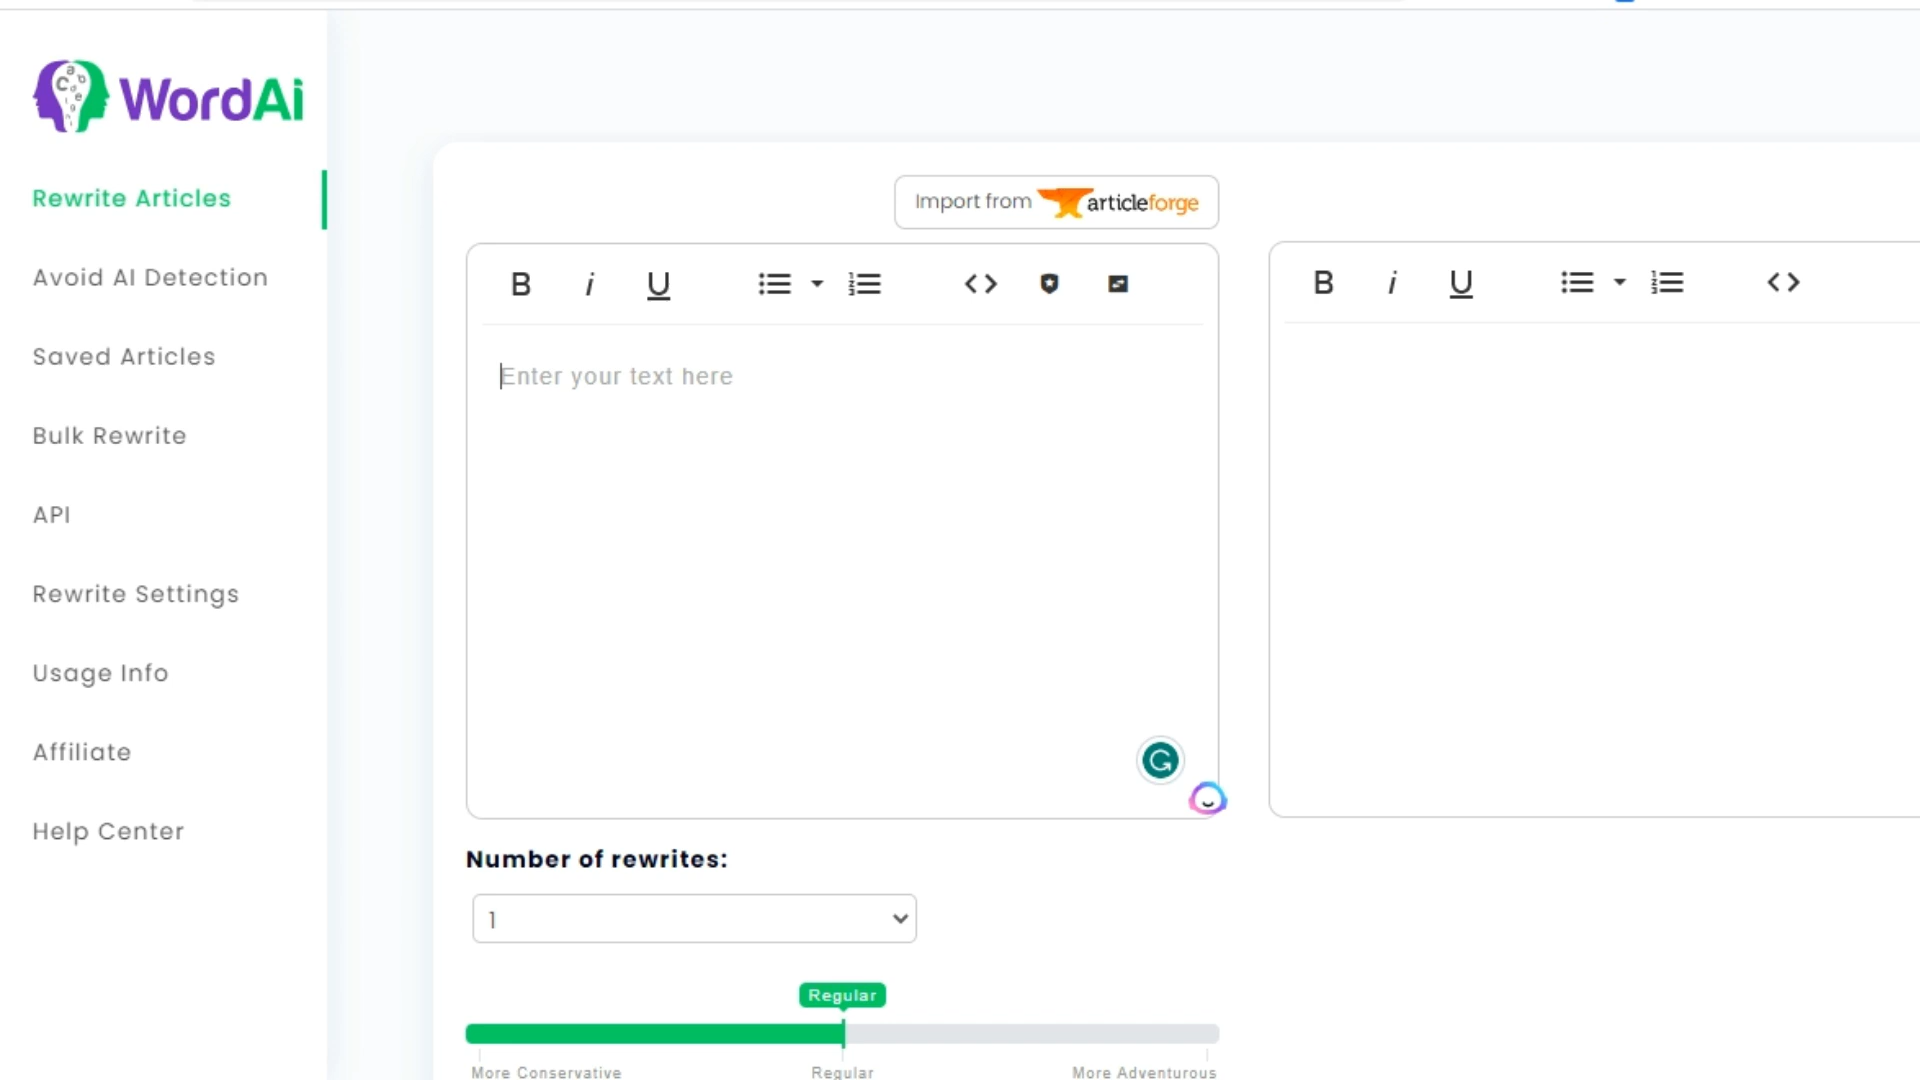 WordAi
Rewrite Articles
Avoid AI Detection
Saved Articles
Bulk Rewrite
API
Rewrite Settings
Usage Info
Affiliate
Help Center
Import from articleforge
B i U
B i U
Enter your text here
Number of rewrites:
1
Regular
More Conservative Regular More Adventurous